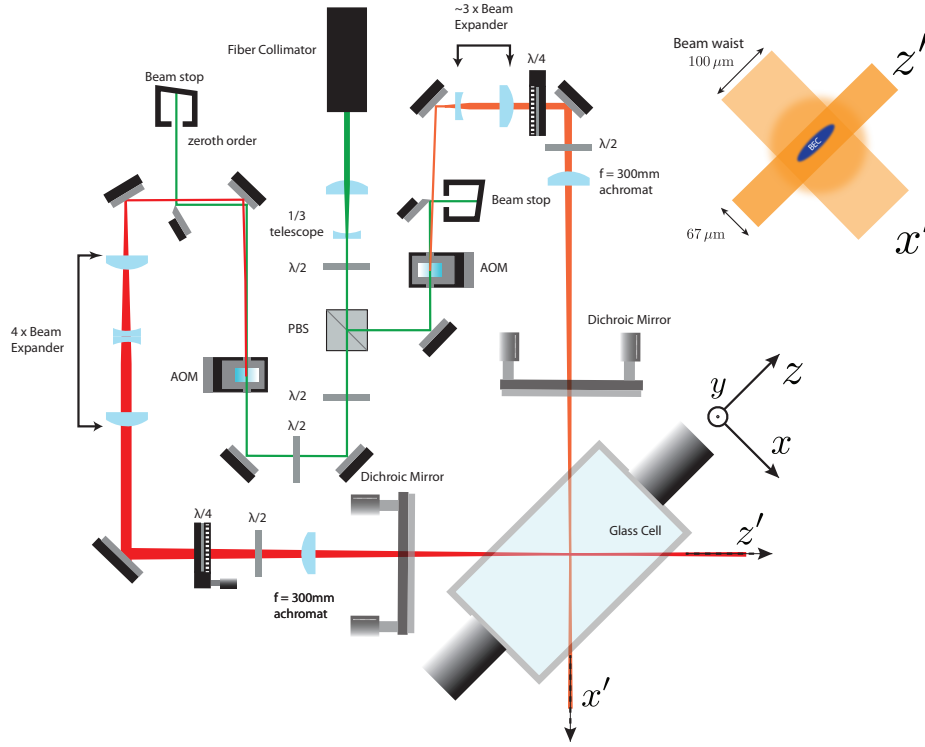 ~3 x Beam
Expander
Fiber Collimator
λ/4
Beam stop
zeroth order
λ/2
f = 300mm
achromat
Beam waist
100 μm
z'
BEC
67 μm
x'
1/3
telescope
Beam stop
λ/2
AOM
4 x Beam
Expander
PBS
Dichroic Mirror
AOM
λ/2
λ/2
y
z
x
Dichroic Mirror
λ/4
λ/2
Glass Cell
z'
f = 300mm
achromat
x'